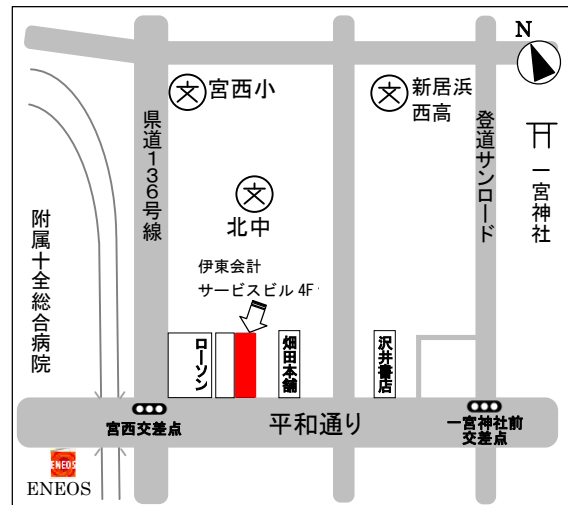 N
宮西小
新居浜
西高
県道136号線
登道サンロード
一宮神社
北中
附属十全総合病院
伊東会計
サービスビル 4F
ローソン
畑田本舗
沢井書店
宮西交差点
平和通り
一宮神社前
交差点
ENEOS
ENEOS